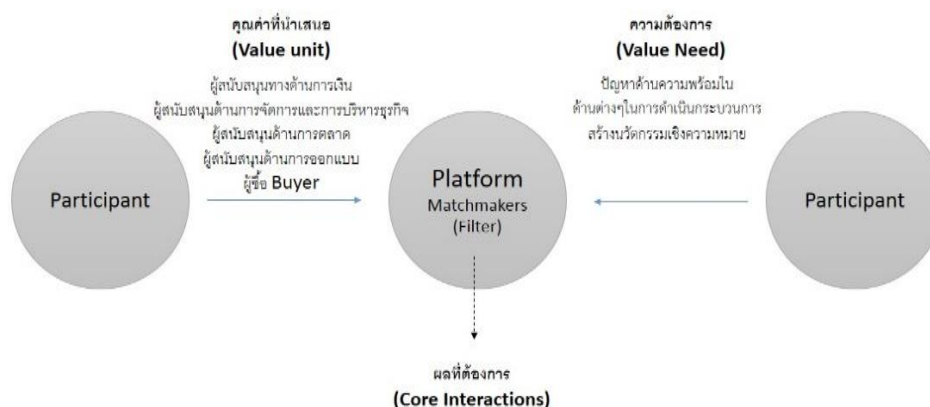 คุณค่าที่นำเสนอ
(Value unit)
ผู้สนับสนุนทางด้านการเงิน
ผู้สนับสนุนด้านการจัดการและการบริหารธุรกิจ
ผู้สนับสนุนด้านการตลาด
ผู้สนับสนุนด้านการออกแบบ
ผู้ซื้อ Buyer
ความต้องการ
(Value Need)
ปัญหาด้านความพร้อมใน
ด้านต่างๆในการดำเนินกระบวนการ
สร้างนวัตกรรมเชิงความหมาย
Participant
Platform
Matchmakers
(Filter)
Participant
ผลที่ต้องการ
(Core Interactions)